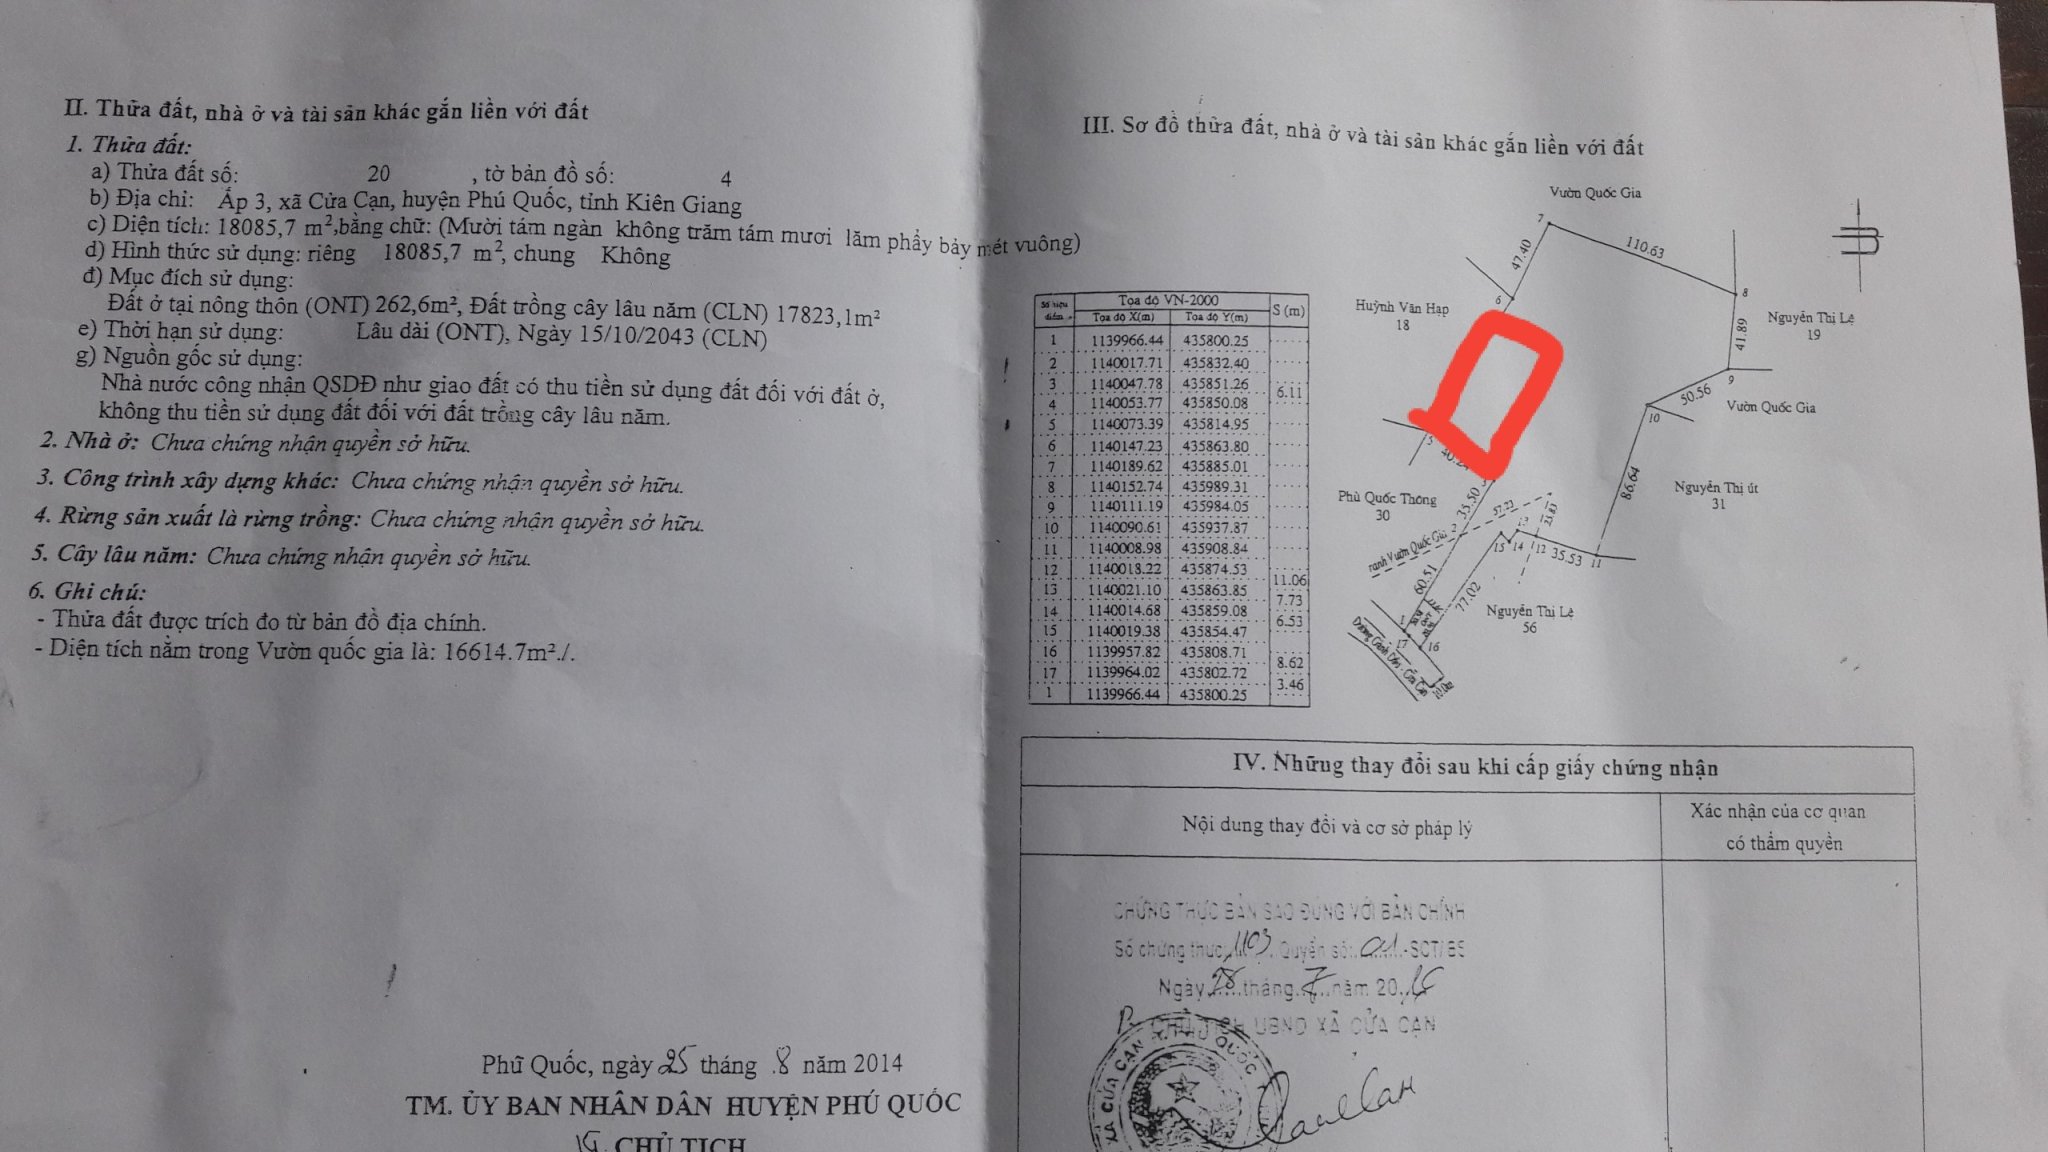 II. Thửa đất, nhà ở và tài sản khác gắn liền với đất
1. Thửa đất:
a) Thửa đất số: 20 , tờ bản đồ số: 4
b) Địa chỉ: Ấp 3, xã Cửa Cạn, huyện Phú Quốc, tỉnh Kiên Giang
c) Diện tích: 18085,7 m²,bằng chữ: (Mười tám ngàn không trăm tám mươi lăm phẩy bảy mét vuông)
d) Hình thức sử dụng: riêng 18085,7 m², chung Không
đ) Mục đích sử dụng:
Đất ở tại nông thôn (ONT) 262,6m², Đất trồng cây lâu năm (CLN) 17823,1m²
e) Thời hạn sử dụng: Lâu dài (ONT), Ngày 15/10/2043 (CLN)
g) Nguồn gốc sử dụng:
Nhà nước công nhận QSDĐ như giao đất có thu tiền sử dụng đất đối với đất ở,
không thu tiền sử dụng đất đối với đất trồng cây lâu năm.
2. Nhà ở: Chưa chứng nhận quyền sở hữu.
3. Công trình xây dựng khác: Chưa chứng nhận quyền sở hữu.
4. Rừng sản xuất là rừng trồng: Chưa chứng nhận quyền sở hữu.
5. Cây lâu năm: Chưa chứng nhận quyền sở hữu.
6. Ghi chú:
- Thửa đất được trích đo từ bản đồ địa chính.
- Diện tích nằm trong Vườn quốc gia là: 16614.7m²./.
Phú Quốc, ngày 25 tháng 8 năm 2014
TM. ỦY BAN NHÂN DÂN HUYỆN PHÚ QUỐC
CHỦ TỊCH
III. Sơ đồ thửa đất, nhà ở và tài sản khác gắn liền với đất
Số hiệu điểm Tọa độ VN-2000 S (m)
Tọa độ X(m) Tọa độ Y(m)
1 1139966.44 435800.25
2 1140017.71 435832.40
3 1140047.78 435851.26
6.11
4 1140053.77 435850.08
5 1140073.39 435814.95
6 1140147.23 435863.80
7 1140189.62 435885.01
8 1140152.74 435989.31
9 1140111.19 435984.05
10 1140090.61 435937.87
11 1140008.98 435908.84
12 1140018.22 435874.53
11.06
13 1140021.10 435863.85
7.73
14 1140014.68 435859.08
6.53
15 1140019.38 435854.47
16 1139957.82 435808.71
8.62
17 1139964.02 435802.72
3.46
1 1139966.44 435800.25
Vườn Quốc Gia
7
47.40
110.63
6
8
Huỳnh Văn Hạp
18
Nguyễn Thị Lệ
19
41.89
9
50.56
10
Vườn Quốc Gia
5
40.24
3
86.64
Nguyễn Thị út
31
Phù Quốc Thông
30
35.50
57.23
2
ranh Vườn Quốc Gia
15 14 13 12
35.53
11
60.51
77.02
Nguyễn Thị Lệ
56
1
17
16
Đường Gành Dầu - Cửa Cạn
10.0m
IV. Những thay đổi sau khi cấp giấy chứng nhận
Nội dung thay đổi và cơ sở pháp lý
Xác nhận của cơ quan
có thẩm quyền
CHỨNG THỰC BẢN SAO ĐÚNG VỚI BẢN CHÍNH
Số chứng thực 1103 Quyển số: 01-SCT/BS
Ngày 28 tháng 7 năm 2016
CHỦ TỊCH UBND XÃ CỬA CẠN
XÃ CỬA CẠN H. PHÚ QUỐC